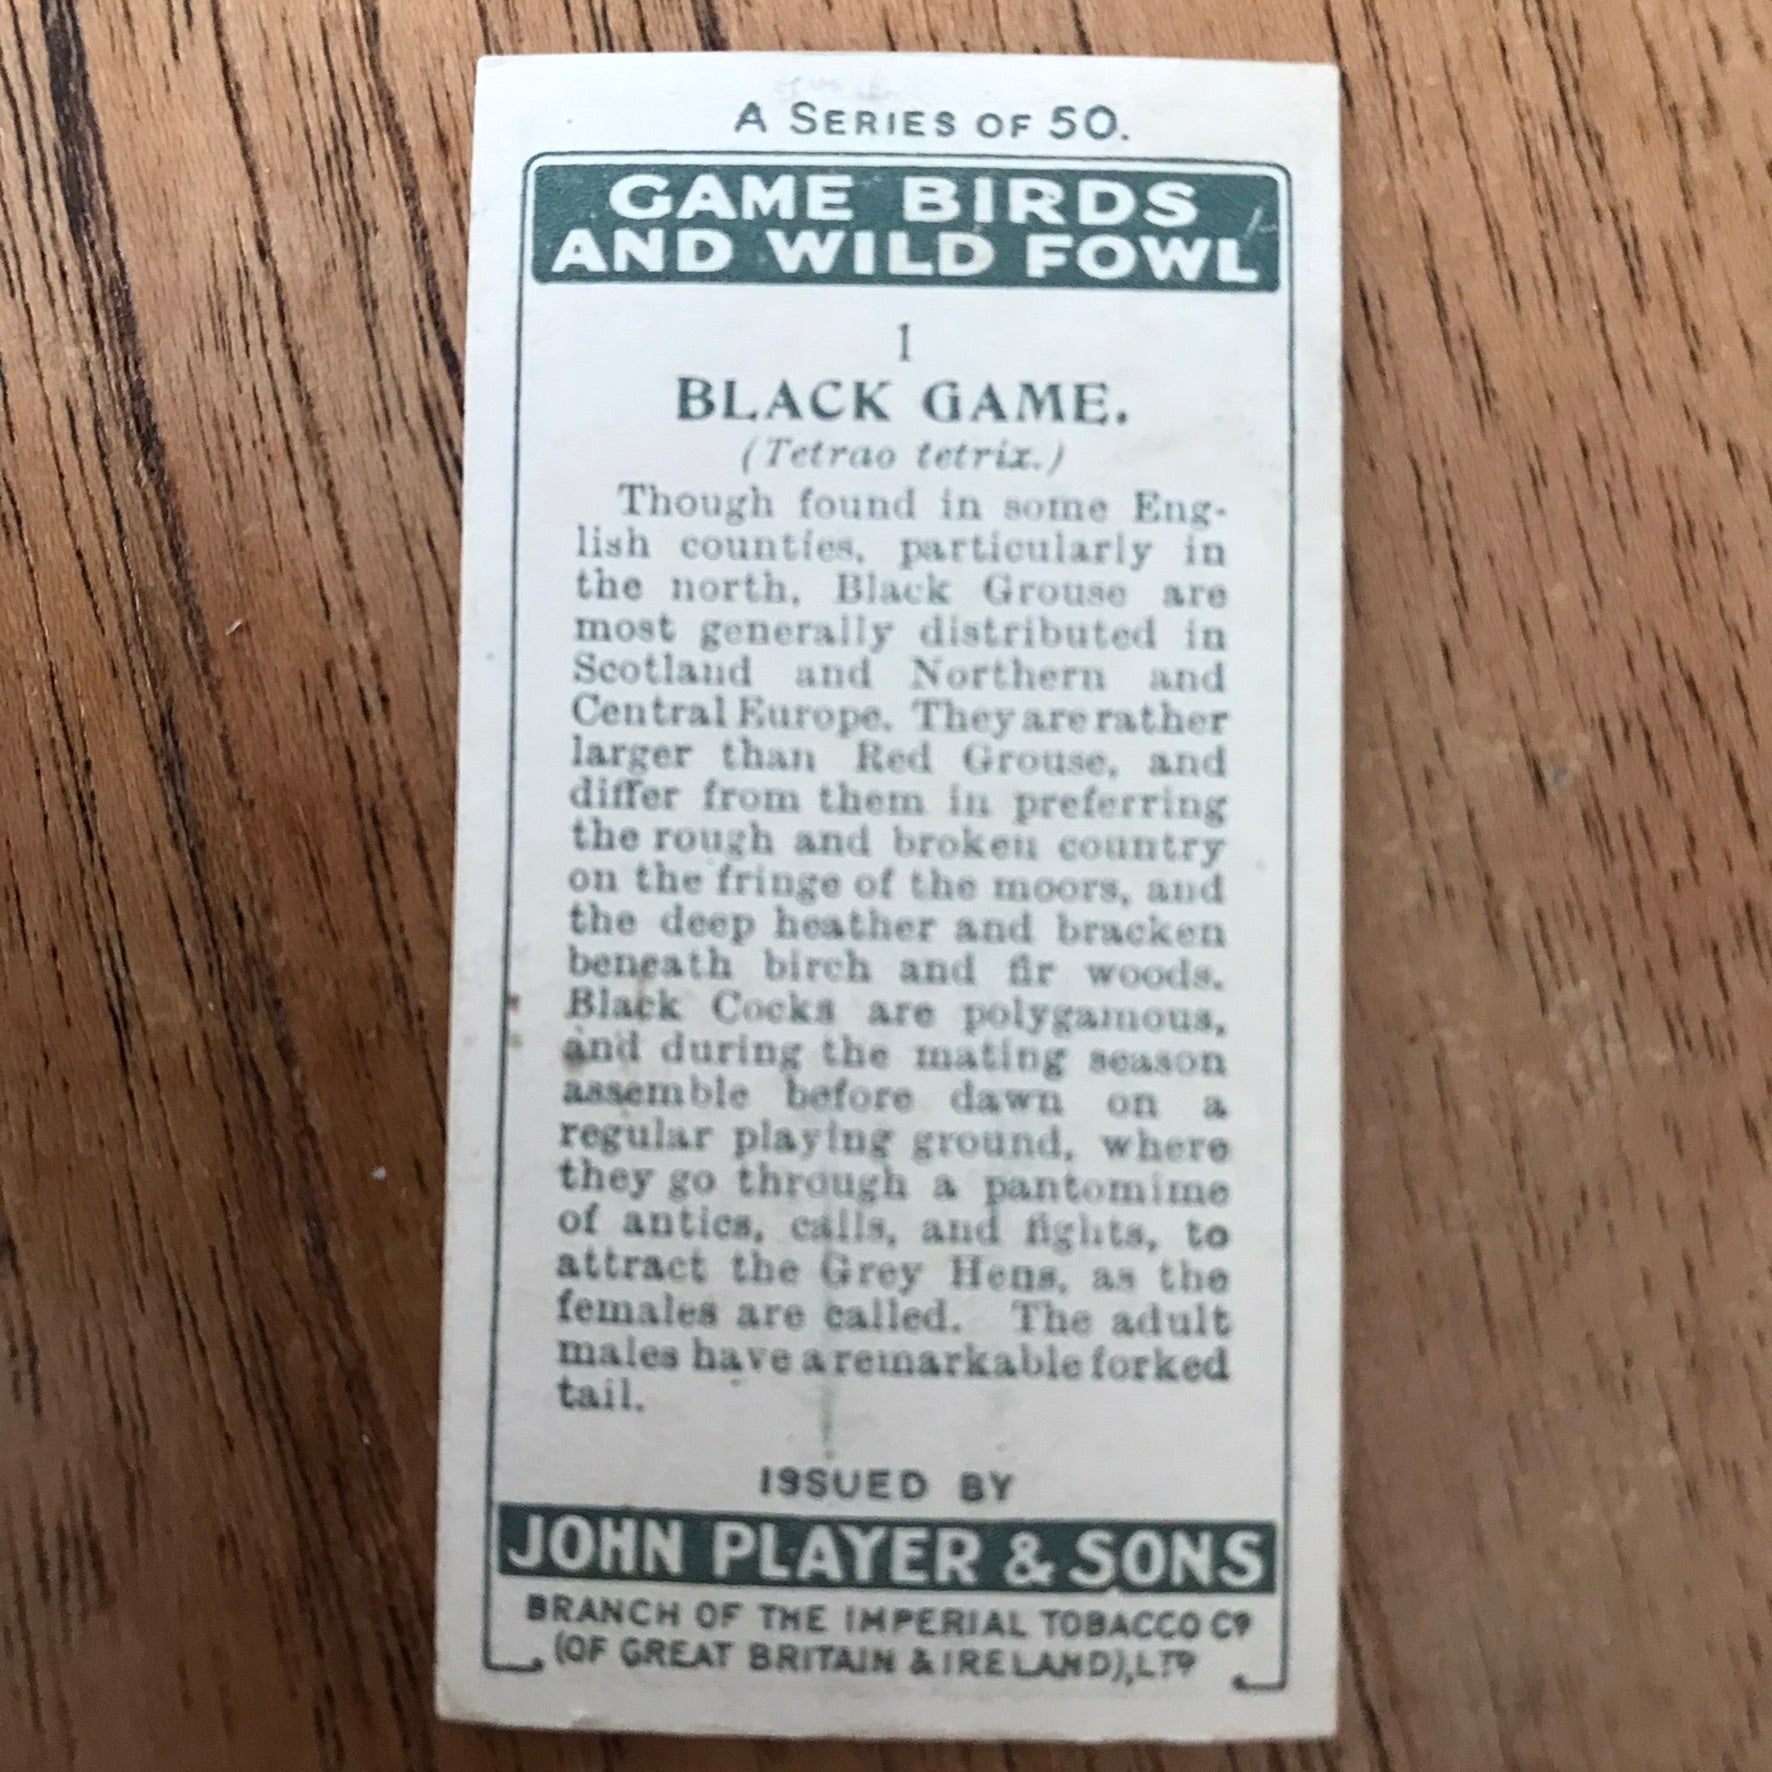 A SERIES OF 50.
GAME BIRDS
AND WILD FOWL
1
BLACK GAME.
(Tetrao tetrix.)
Though found in some Eng-
lish counties, particularly in
the north, Black Grouse are
most generally distributed in
Scotland and Northern and
Central Europe. They are rather
larger than Red Grouse, and
differ from them in preferring
the rough and broken country
on the fringe of the moors, and
the deep heather and bracken
beneath birch and fir woods.
Black Cocks are polygamous,
and during the mating season
assemble before dawn on a
regular playing ground, where
they go through a pantomime
of antics, calls, and fights, to
attract the Grey Hens, as the
females are called. The adult
males have a remarkable forked
tail.
ISSUED BY
JOHN PLAYER & SONS
BRANCH OF THE IMPERIAL TOBACCO Cº
(OF GREAT BRITAIN & IRELAND), LTD